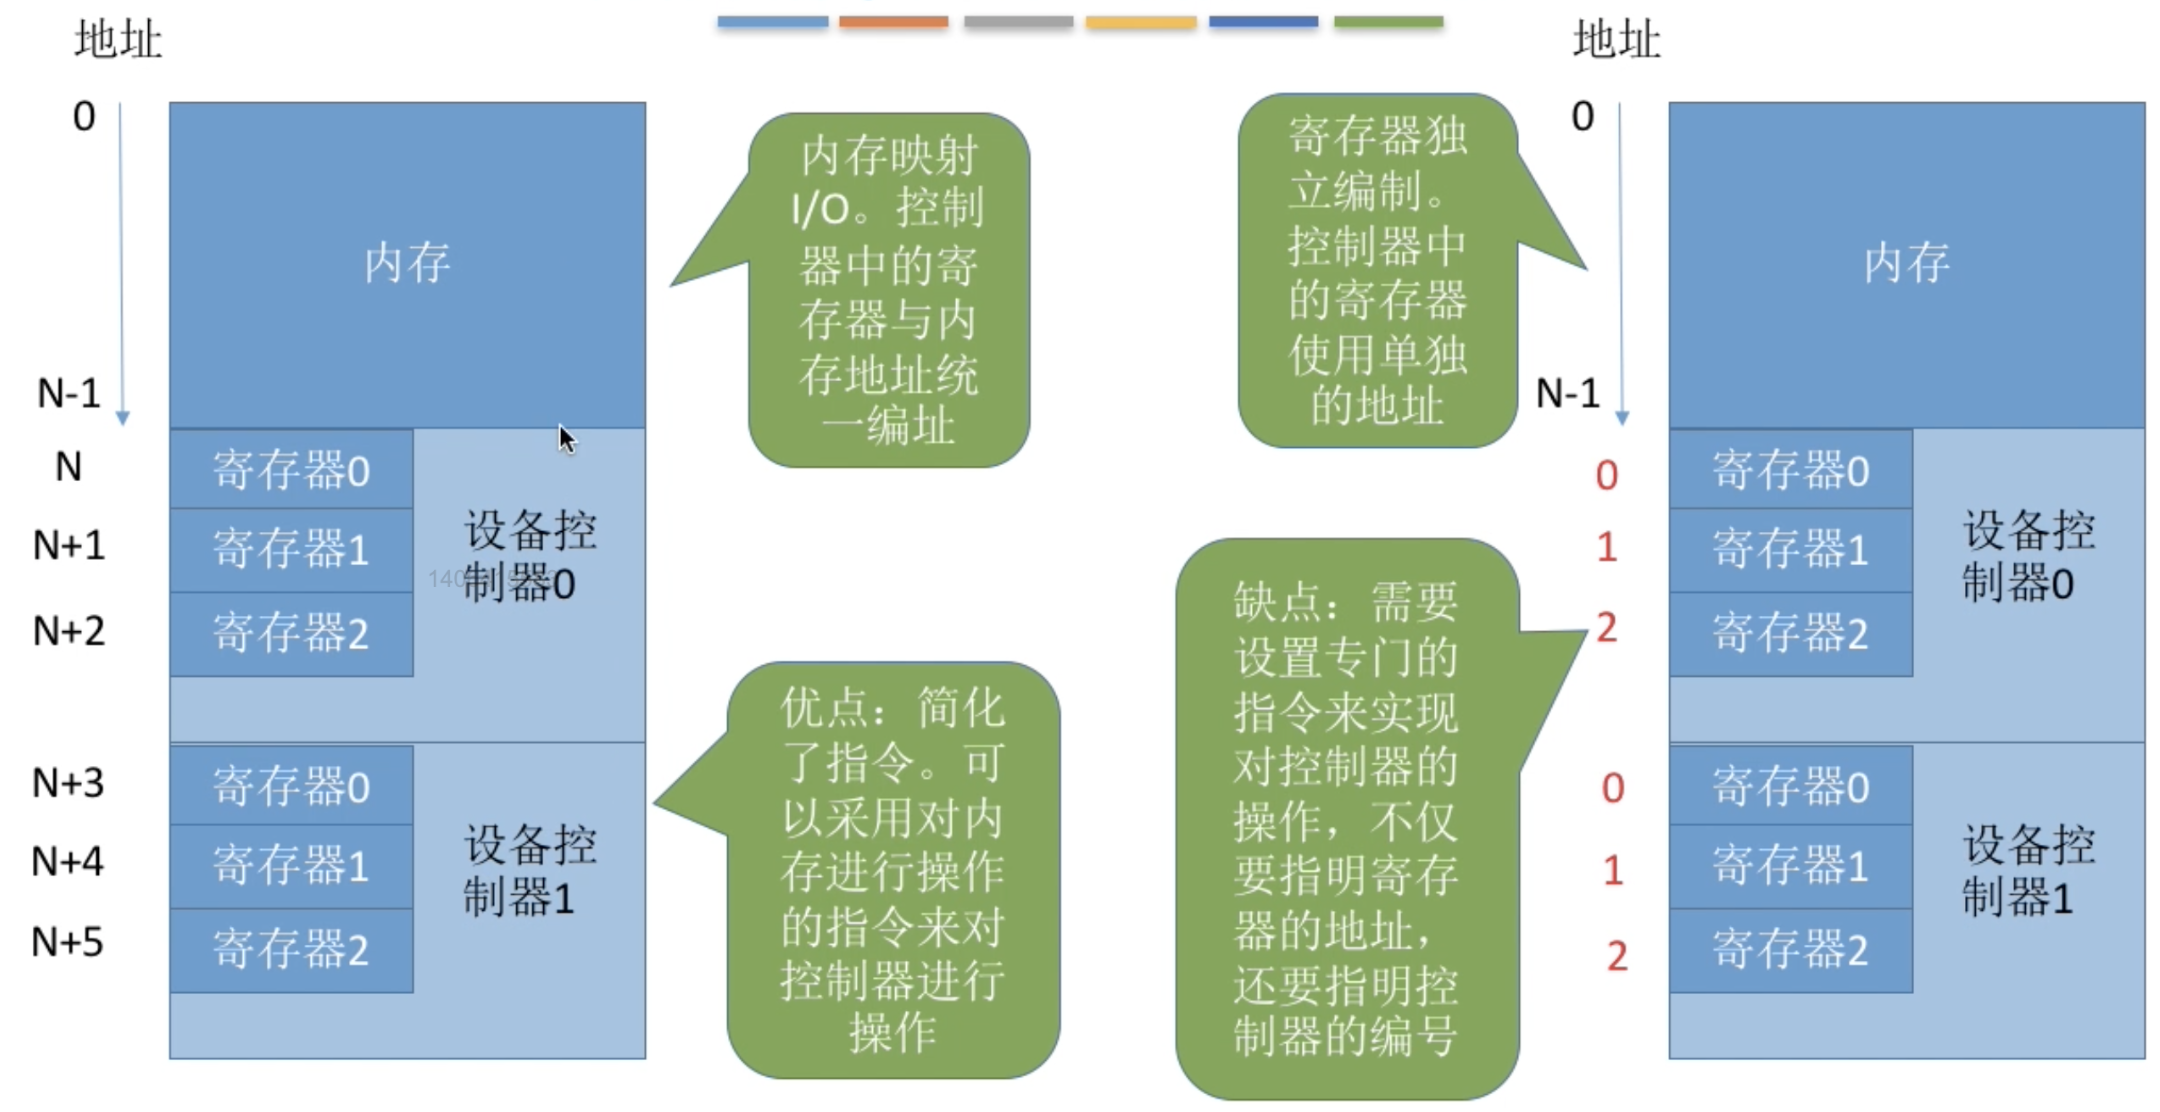 地址
0
N-1
N
N+1
N+2
N+3
N+4
N+5
内存
寄存器0
寄存器1
寄存器2
设备控
制器0
寄存器0
寄存器1
寄存器2
设备控
制器1
内存映射
I/O。控制
器中的寄
存器与内
存地址统
一编址
优点：简化
了指令。可
以采用对内
存进行操作
的指令来对
控制器进行
操作
寄存器独
立编制。
控制器中
的寄存器
使用单独
的地址
缺点：需要
设置专门的
指令来实现
对控制器的
操作，不仅
要指明寄存
器的地址，
还要指明控
制器的编号
地址
0
N-1
0
1
2
0
1
2
内存
寄存器0
寄存器1
寄存器2
设备控
制器0
寄存器0
寄存器1
寄存器2
设备控
制器1